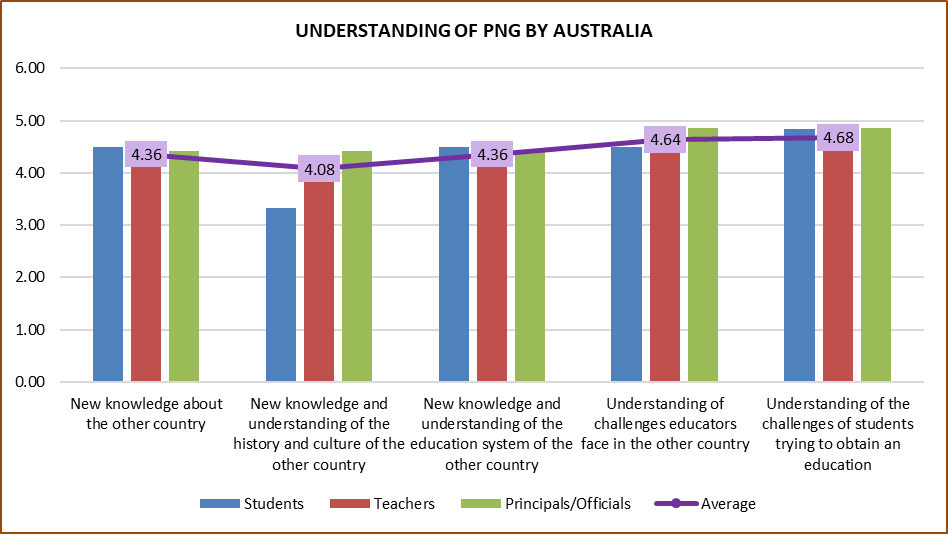 UNDERSTANDING OF PNG BY AUSTRALIA
6.00
5.00
4.00
3.00
2.00
1.00
0.00
4.36
4.08
4.36
4.64
4.68
New knowledge about
the other country
New knowledge and
understanding of the
history and culture of the
other country
New knowledge and
understanding of the
education system of the
other country
Understanding of
challenges educators
face in the other country
Understanding of the
challenges of students
trying to obtain an
education
Students
Teachers
Principals/Officials
Average